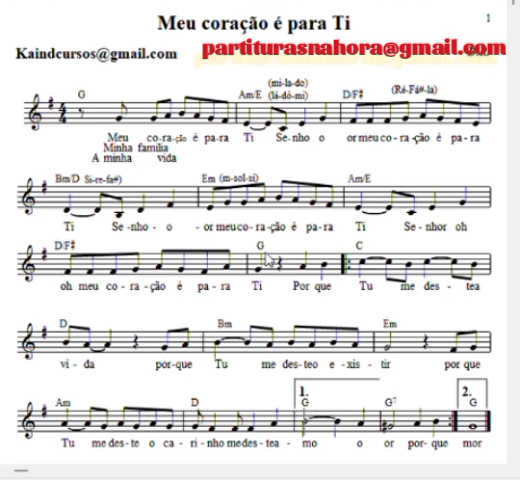 Meu coração é para Ti
1
Kaindcursos@gmail.com partiturasnahora@gmail.com
(mi-la-do)
G Am/E (lá-dó-mi) D/F# (Rá-Fá#-la)
4 4
Meu co-ra-ção é pa-ra Ti Se-nho o or meu co-ra-ção é pa-ra
Minha família
A minha vida
Bm/D Si-re-fa#) Em (m-sol-si) Am/E
Ti Se-nho-o -or meu co-ra-ção é pa-ra Ti Se-nhor oh
D/F# G C
oh meu co-ra-ção é pa-ra Ti Por que Tu me des-tea
D Bm Em
vi-da por-que Tu me des-teo e-xis-tir por que
1. 2.
Am D G G7 G
Tu me des-te o ca-ri-nho me des-tea-mo o or por-que mor